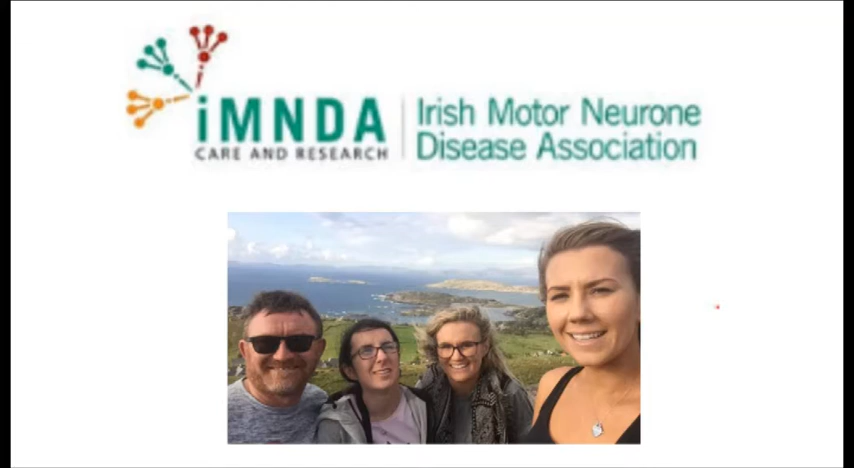 iMNDA
CARE AND RESEARCH
Irish Motor Neurone
Disease Association